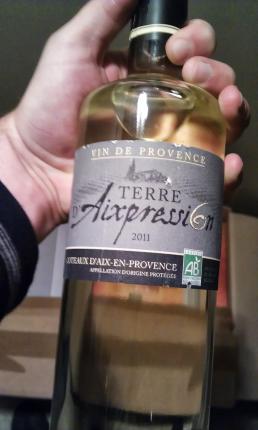 VIN DE PROVENCE
TERRE
D'Aixpression
2011
COTEAUX D'AIX-EN-PROVENCE
APPELLATION D'ORIGINE PROTÉGÉE
AB